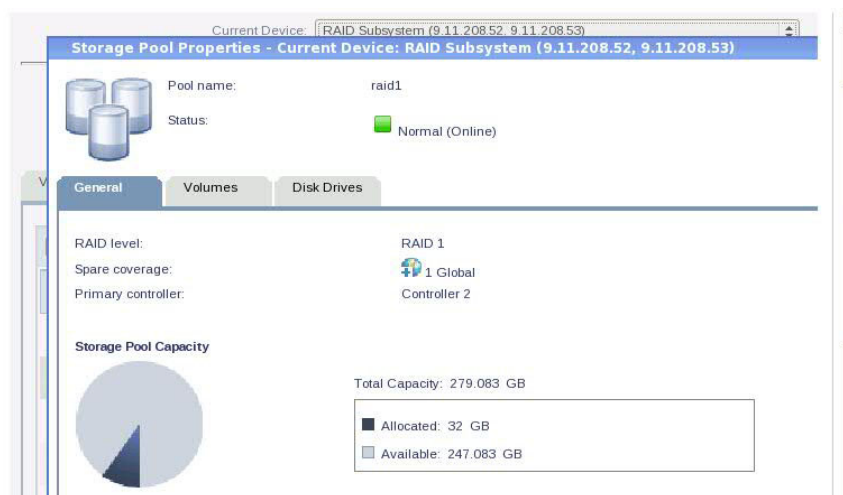 Current Device: RAID Subsystem (9.11.208.52, 9.11.208.53)
Storage Pool Properties - Current Device: RAID Subsystem (9.11.208.52, 9.11.208.53)
Pool name: raid1
Status: Normal (Online)
V
General Volumes Disk Drives
RAID level: RAID 1
Spare coverage: 1 Global
Primary controller: Controller 2
Storage Pool Capacity
Total Capacity: 279.083 GB
Allocated: 32 GB
Available: 247.083 GB